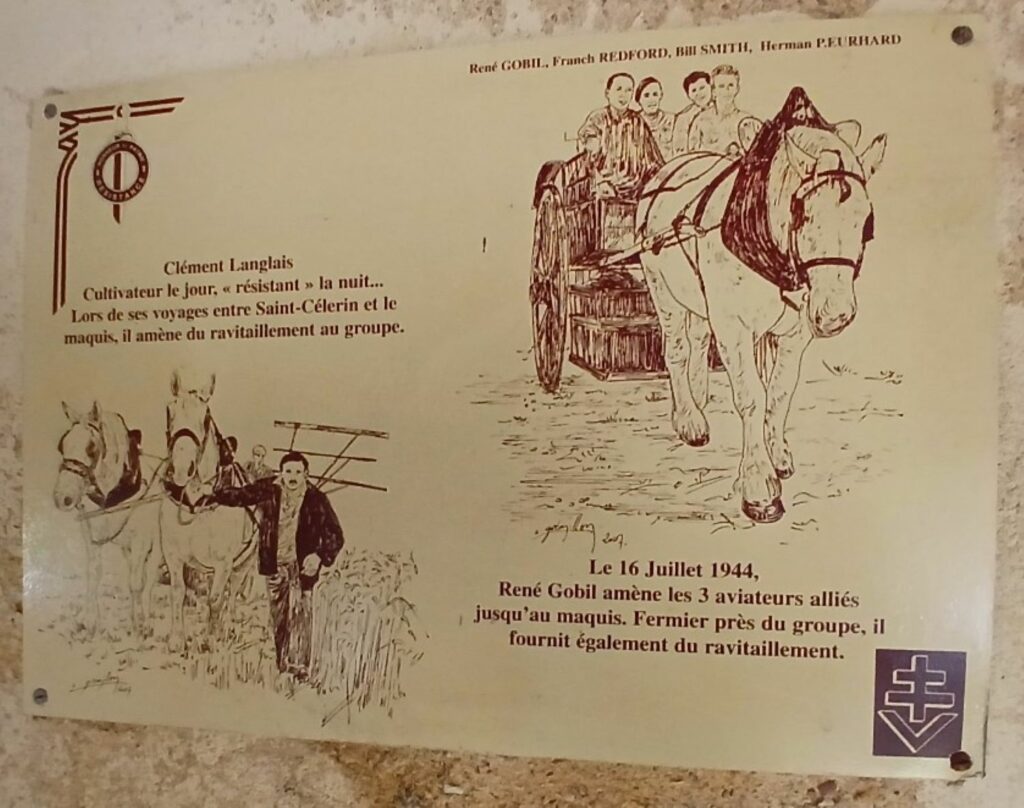 René GOBIL, Franch REDFORD, Bill SMITH, Herman P.EURHARD
RESISTANCE
Clément Langlais
Cultivateur le jour, « résistant » la nuit...
Lors de ses voyages entre Saint-Célerin et le
maquis, il amène du ravitaillement au groupe.
2007.
Le 16 Juillet 1944,
René Gobil amène les 3 aviateurs alliés
jusqu'au maquis. Fermier près du groupe, il
fournit également du ravitaillement.